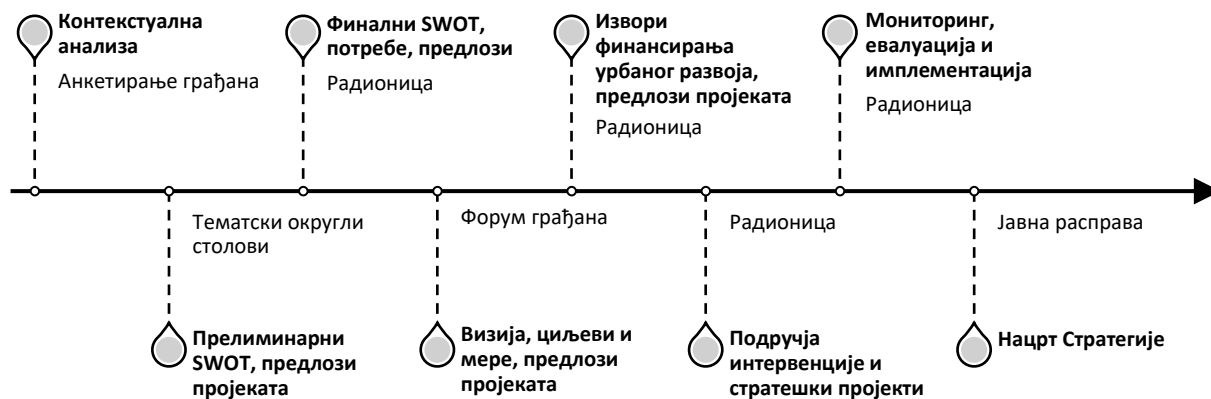 Контекстуална
анализа
Анкетирање грађана
Финални SWOT,
потребе, предлози
Радионица
Извори
финансирања
урбаног развоја,
предлози пројеката
Радионица
Мониторинг,
евалуација и
имплементација
Радионица
Тематски округли
столови
Прелиминарни
SWOT, предлози
пројеката
Форум грађана
Визија, циљеви и
мере, предлози
пројеката
Радионица
Подручја
интервенције и
стратешки пројекти
Јавна расправа
Нацрт Стратегије